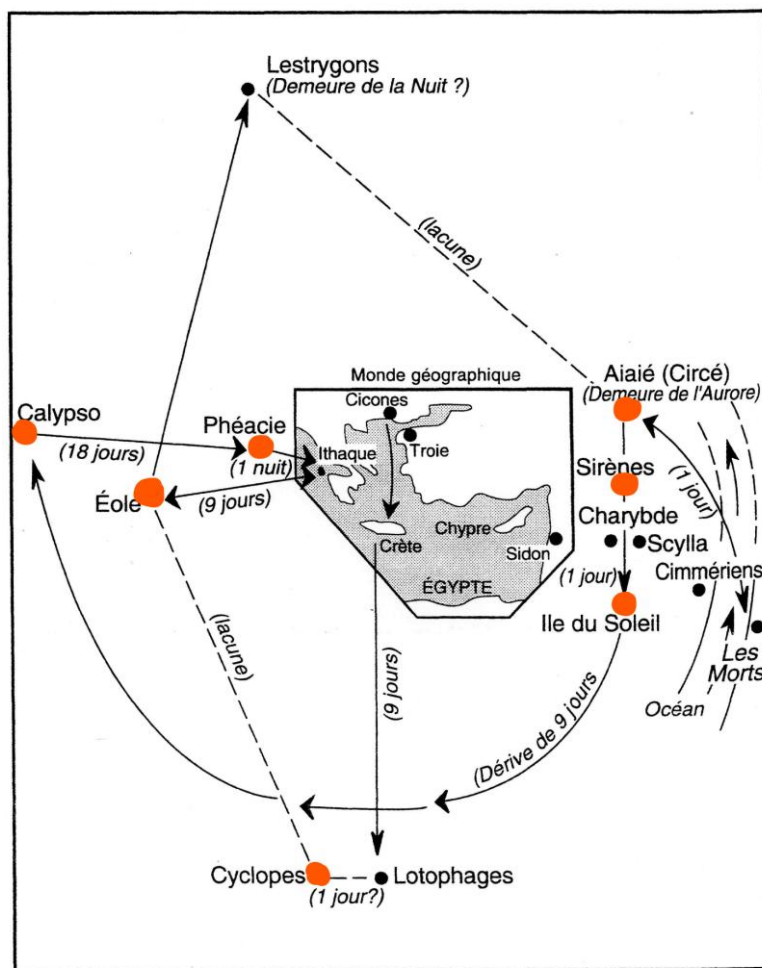 Lestrygons
(Demeure de la Nuit ?)
(lacune)
Monde géographique
Cicones
Aiaié (Circé)
(Demeure de l'Aurore)
Calypso
(18 jours)
Phéacie
(1 nuit)
Ithaque
Troie
Sirènes
(1 jour)
Éole
(9 jours)
Crète
Chypre
Sidon
Charybde
Scylla
(1 jour)
Cimmériens
ÉGYPTE
Ile du Soleil
Les
Morts
Océan
(lacune)
(9 jours)
(Dérive de 9 jours
Cyclopes
(1 jour?)
Lotophages